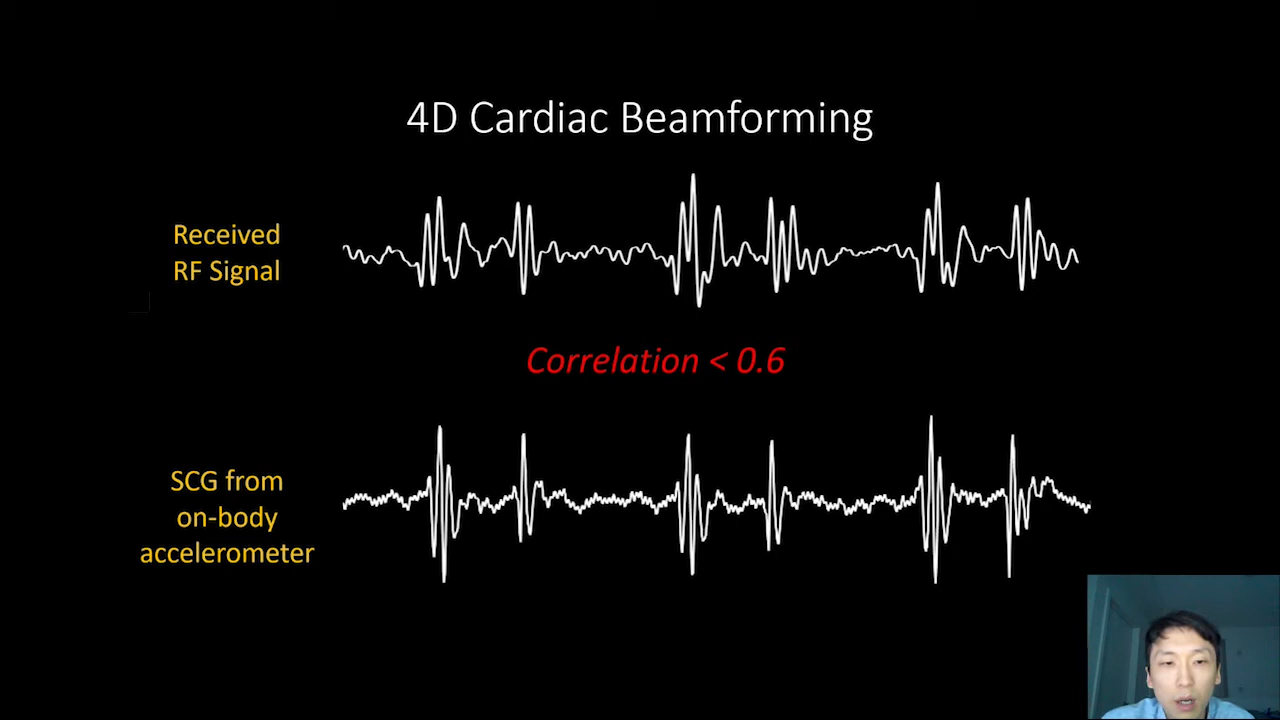 4D Cardiac Beamforming
Received
RF Signal
Correlation < 0.6
SCG from
on-body
accelerometer